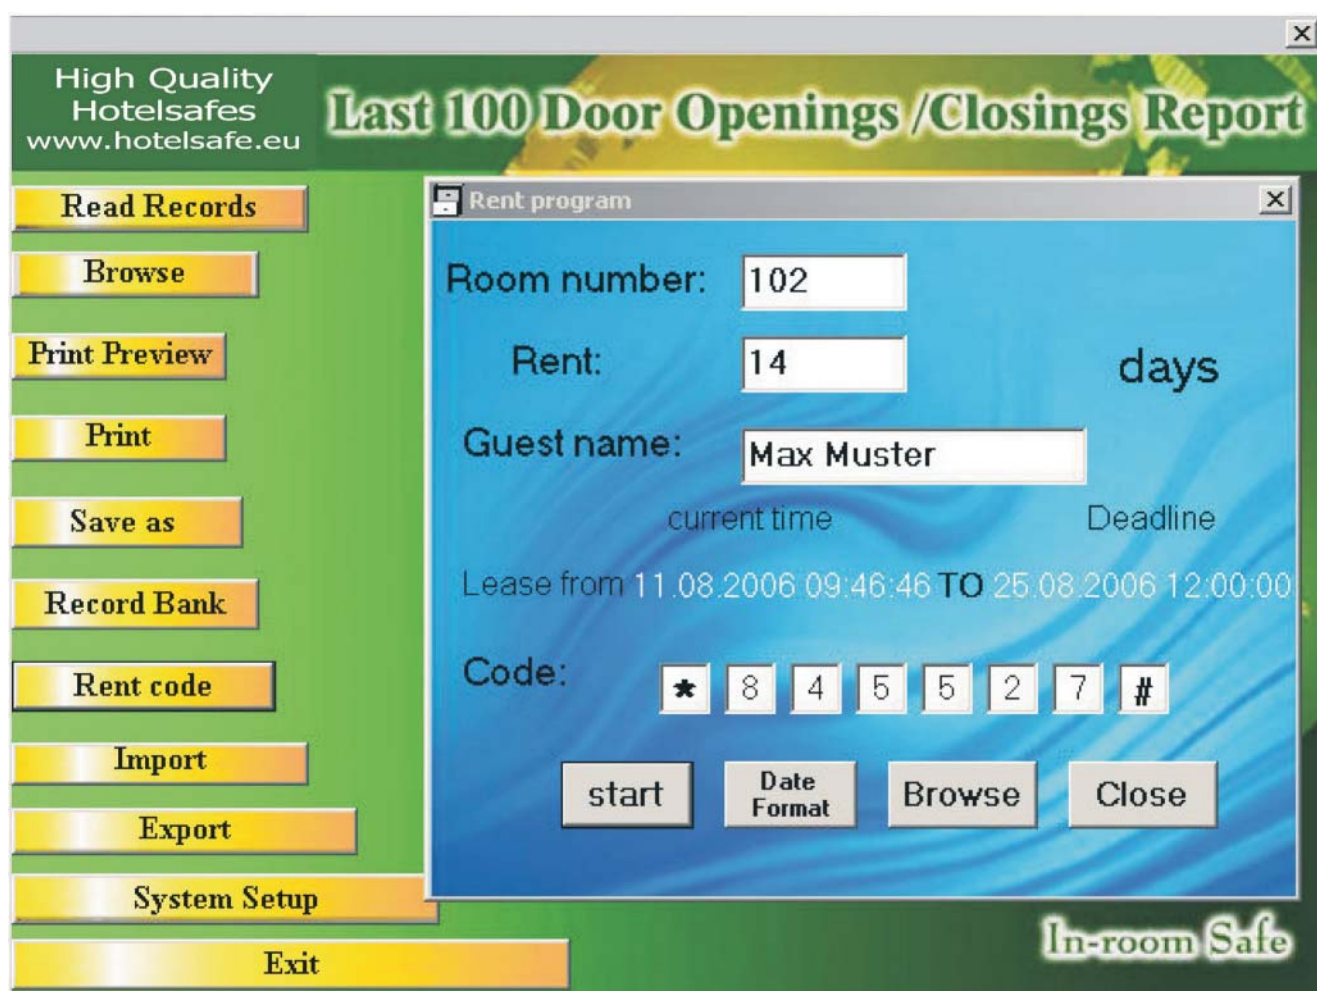 High Quality
Hotelsafes
www.hotelsafe.eu
Last 100 Door Openings /Closings Report
Read Records
Browse
Print Preview
Print
Save as
Record Bank
Rent code
Import
Export
System Setup
Exit
Rent program
Room number: 102
Rent: 14 days
Guest name: Max Muster
current time Deadline
Lease from 11.08.2006 09:46:46 TO 25.08.2006 12:00:00
Code: * 8 4 5 5 2 7 #
start
Date
Format
Browse
Close
In-room Safe